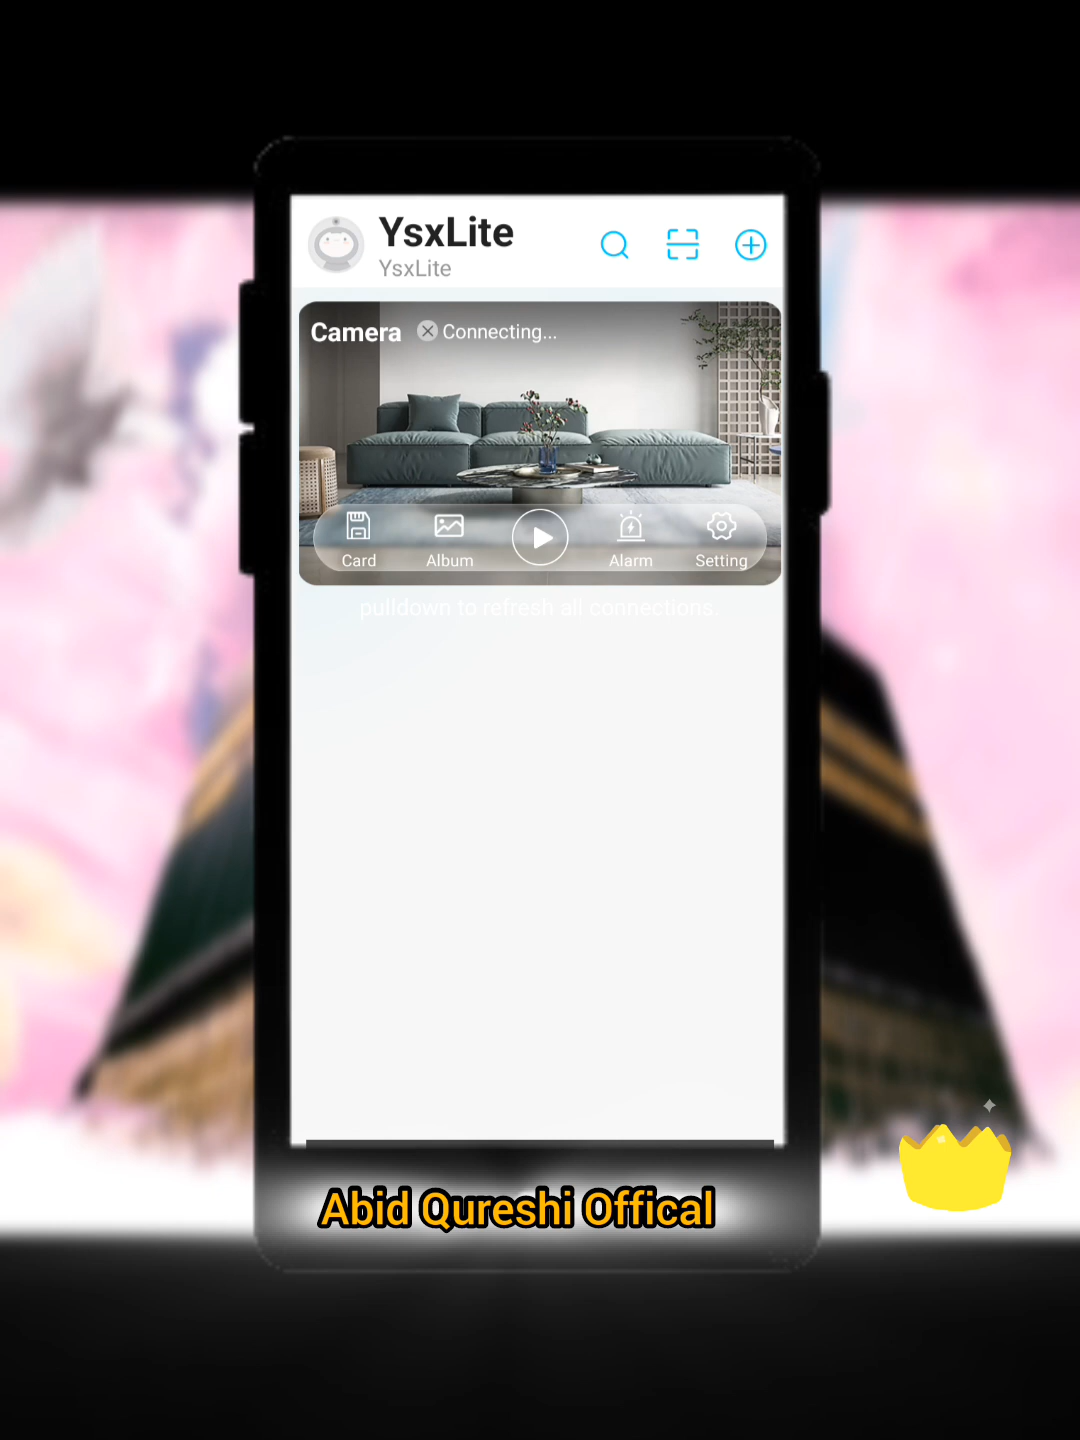 YsxLite
YsxLite
Camera Connecting...
Card Album Alarm Setting
pulldown to refresh all connections.
Abid Qureshi Offical